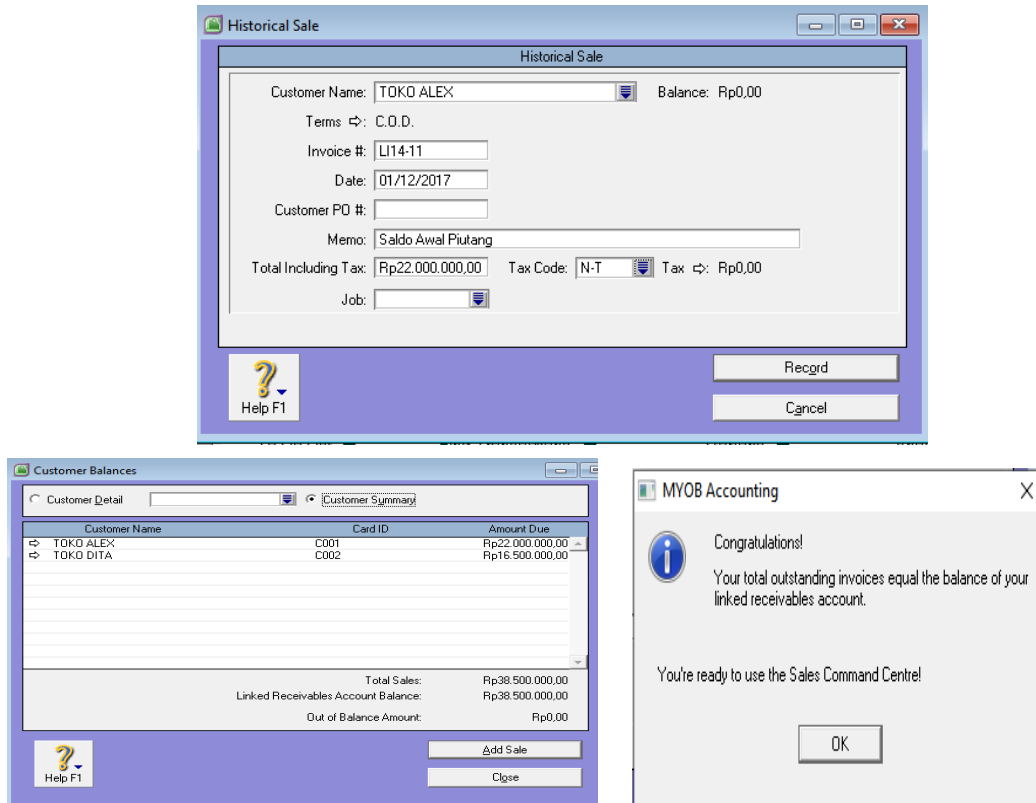 Historical Sale
Historical Sale
Customer Name: TOKO ALEX Balance: Rp0,00
Terms ⇨: C.O.D.
Invoice #: LI14-11
Date: 01/12/2017
Customer PO #:
Memo: Saldo Awal Piutang
Total Including Tax: Rp22.000.000,00 Tax Code: N-T Tax ⇨: Rp0,00
Job:
Record
Help F1
Cancel
Customer Balances
Customer Detail Customer Summary
Customer Name Card ID Amount Due
TOKO ALEX C001 Rp22.000.000,00
TOKO DITA C002 Rp16.500.000,00
Total Sales: Rp38.500.000,00
Linked Receivables Account Balance: Rp38.500.000,00
Out of Balance Amount: Rp0,00
Add Sale
Help F1
Close
MYOB Accounting
Congratulations!
Your total outstanding invoices equal the balance of your
linked receivables account.
You're ready to use the Sales Command Centre!
OK